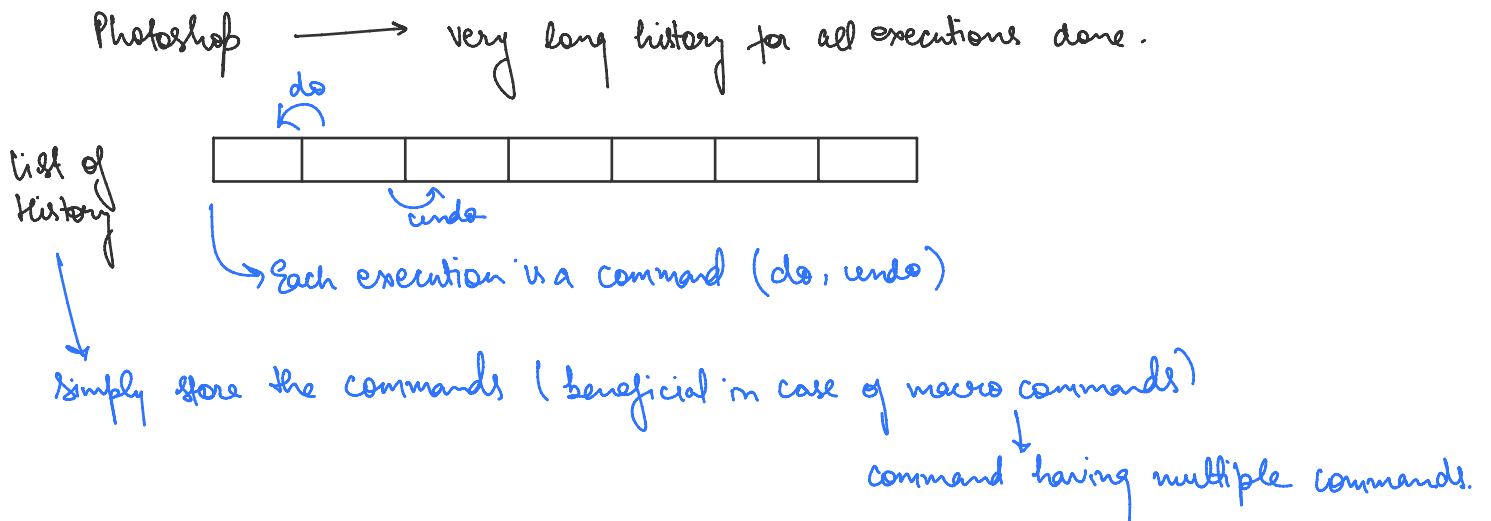 Photoshop → very long history for all executions done.
do
List of
History
undo
→ Each execution is a command (do, undo)
simply store the commands (beneficial in case of macro commands)
command having multiple commands.